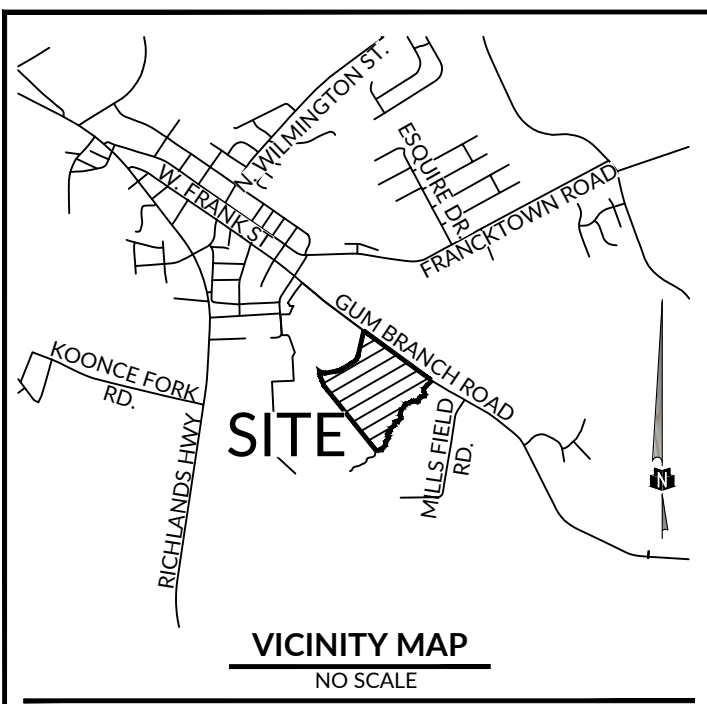 N. WILMINGTON ST.
ESQUIRE DR.
W. FRANK ST
FRANCKTOWN ROAD
GUM BRANCH ROAD
KOONCE FORK
RD.
SITE
MILLS FIELD
RD.
RICHLANDS HWY
N
VICINITY MAP
NO SCALE